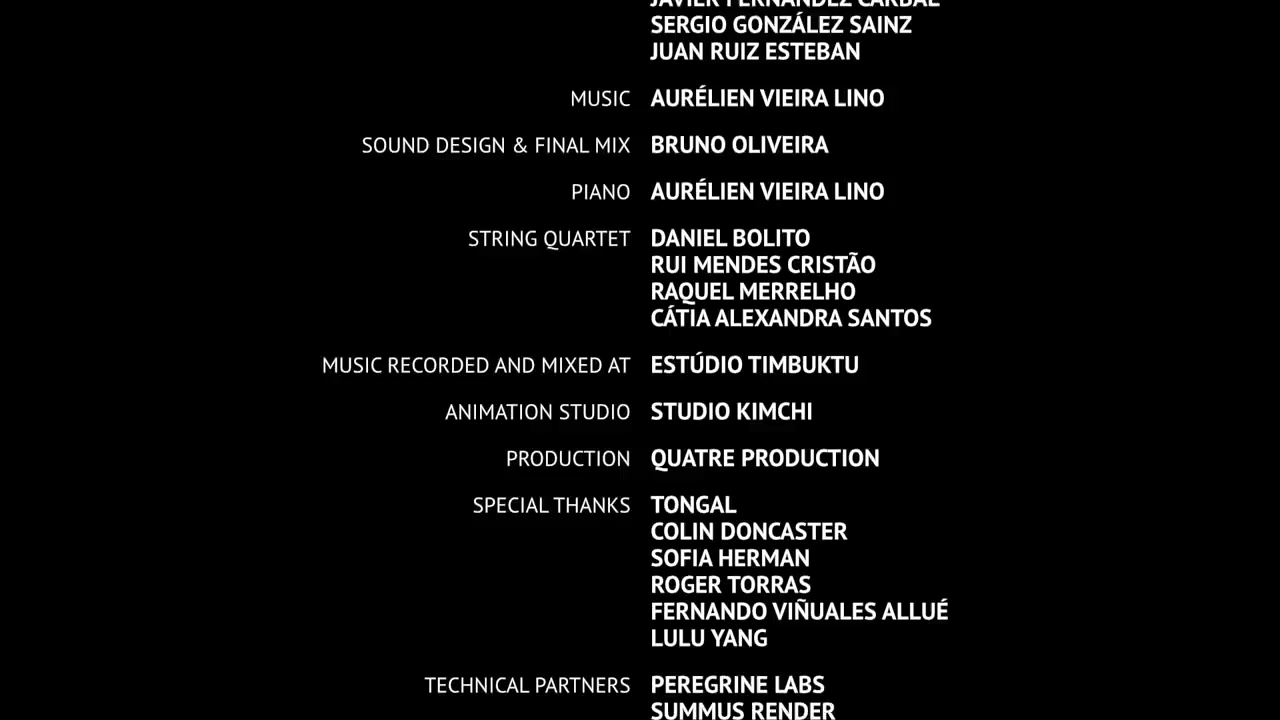 JAVIER FERNÁNDEZ CARBAL
SERGIO GONZÁLEZ SAINZ
JUAN RUIZ ESTEBAN
MUSIC AURÉLIEN VIEIRA LINO
SOUND DESIGN & FINAL MIX BRUNO OLIVEIRA
PIANO AURÉLIEN VIEIRA LINO
STRING QUARTET DANIEL BOLITO
RUI MENDES CRISTÃO
RAQUEL MERRELHO
CÁTIA ALEXANDRA SANTOS
MUSIC RECORDED AND MIXED AT ESTÚDIO TIMBUKTU
ANIMATION STUDIO STUDIO KIMCHI
PRODUCTION QUATRE PRODUCTION
SPECIAL THANKS TONGAL
COLIN DONCASTER
SOFIA HERMAN
ROGER TORRAS
FERNANDO VIÑUALES ALLUÉ
LULU YANG
TECHNICAL PARTNERS PEREGRINE LABS
SUMMUS RENDER